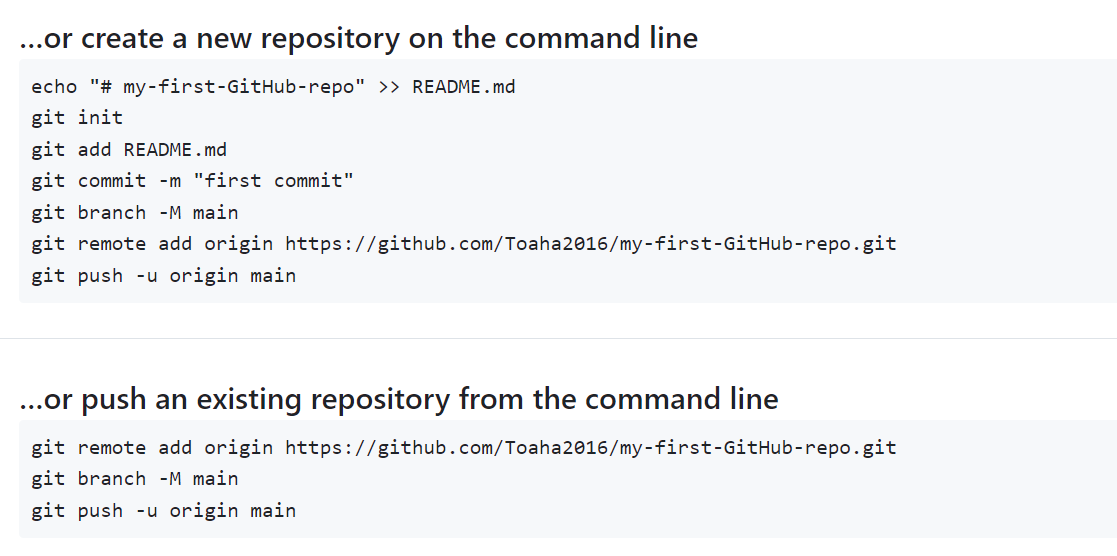 ...or create a new repository on the command line
echo "# my-first-GitHub-repo" >> README.md
git init
git add README.md
git commit -m "first commit"
git branch -M main
git remote add origin https://github.com/Toaha2016/my-first-GitHub-repo.git
git push -u origin main
...or push an existing repository from the command line
git remote add origin https://github.com/Toaha2016/my-first-GitHub-repo.git
git branch -M main
git push -u origin main